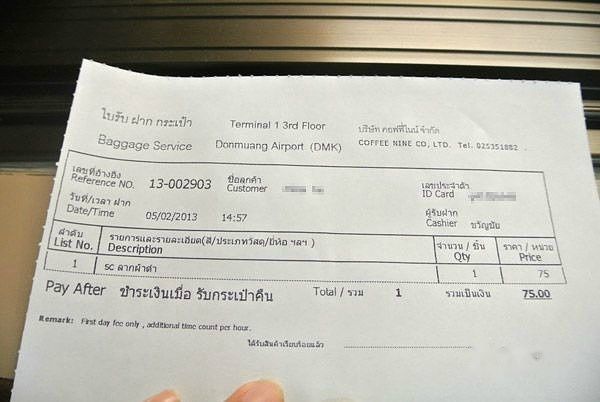 ใบรับ ฝาก กระเป๋า Terminal 1 3rd Floor บริษัท คอฟฟี่ไนน์ จำกัด
Baggage Service Donmuang Airport (DMK) COFFEE NINE CO, LTD. Tel. 025351882 .
เลขที่อ้างอิง ชื่อลูกค้า เลขประจำตัว
Reference NO. 13-002903 Customer ID Card
วันที่/เวลา ฝาก ผู้รับฝาก
Date/Time 05/02/2013 14:57 Cashier ขวัญชัย
ลำดับ รายการและรายละเอียด(สี/ประเภทวัสดุ/ยี่ห้อ ฯลฯ ) จำนวน / ชิ้น ราคา / หน่วย
List No. Description Qty Price
1 sc ลากผ้าดำ 1 75
Pay After ชำระเงินเมื่อ รับกระเป๋าคืน Total / รวม 1 รวมเป็นเงิน 75.00
Remark: First day fee only , additional time count per hour.
ได้รับสินค้าเรียบร้อยแล้ว